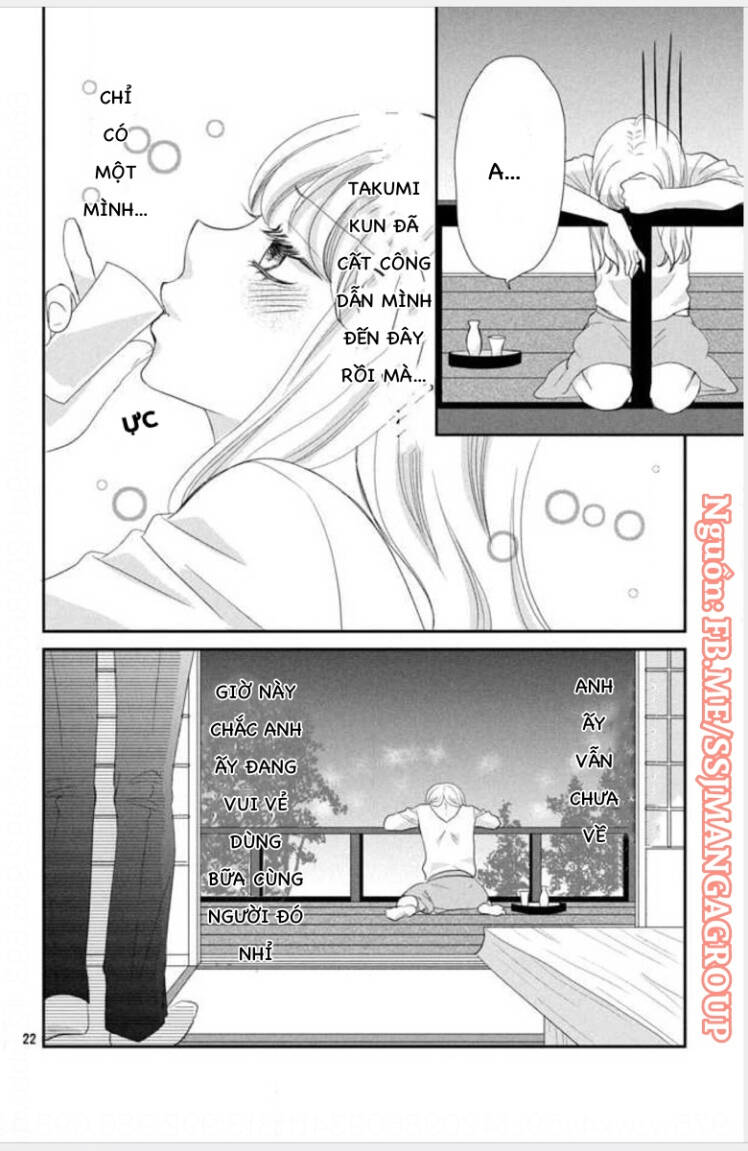 A...
TAKUMI
KUN ĐÃ
CẤT CÔNG
DẪN MÌNH
ĐẾN ĐÂY
RỒI MÀ...
CHỈ
CÓ
MỘT
MÌNH...
ỰC
ANH
ẤY
VẪN
CHƯA
VỀ
GIỜ NÀY
CHẮC ANH
ẤY ĐANG
VUI VẺ
DÙNG
BỮA CÙNG
NGƯỜI ĐÓ
NHỈ
22
Nguồn: FB.ME/SSJMANGAGROUP